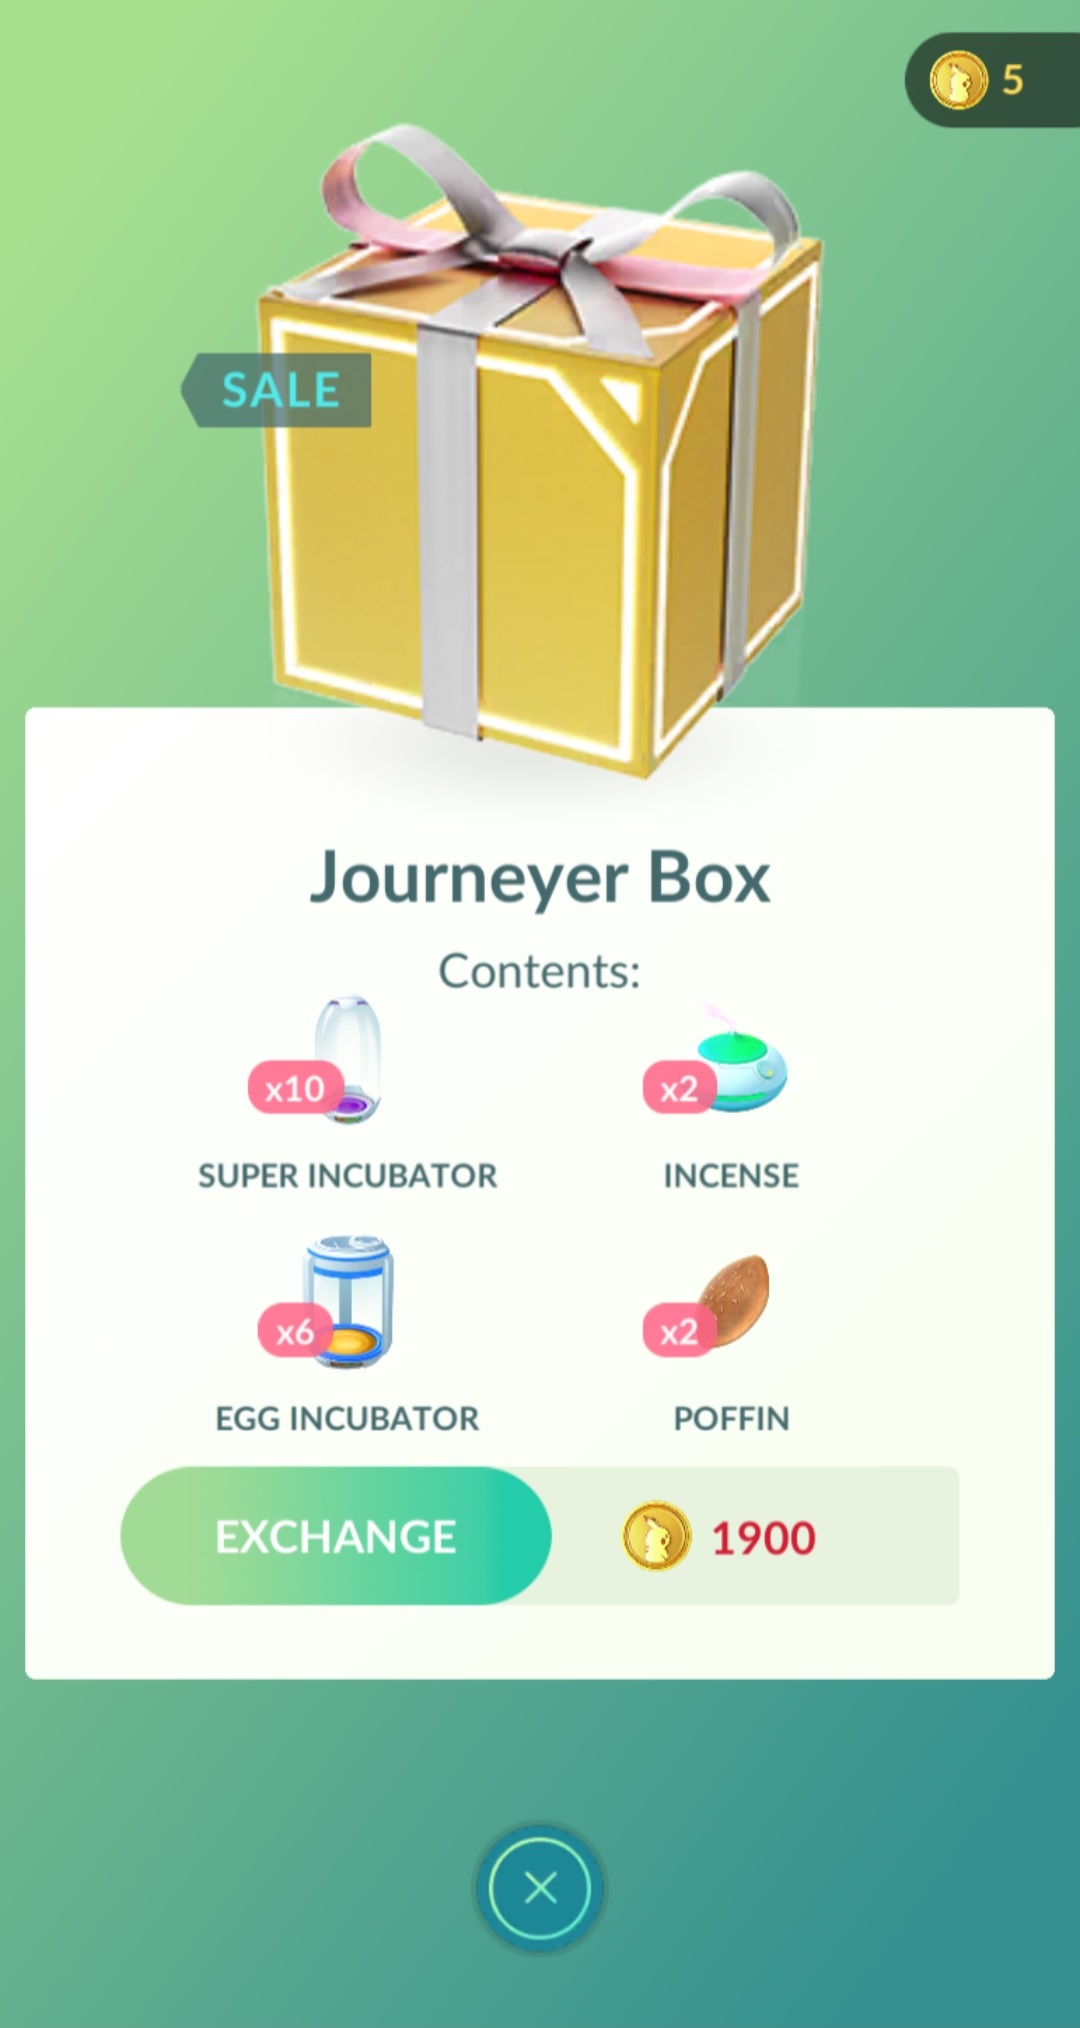 5
SALE
Journeyer Box
Contents:
x10
x2
SUPER INCUBATOR
INCENSE
x6
x2
EGG INCUBATOR
POFFIN
EXCHANGE
1900